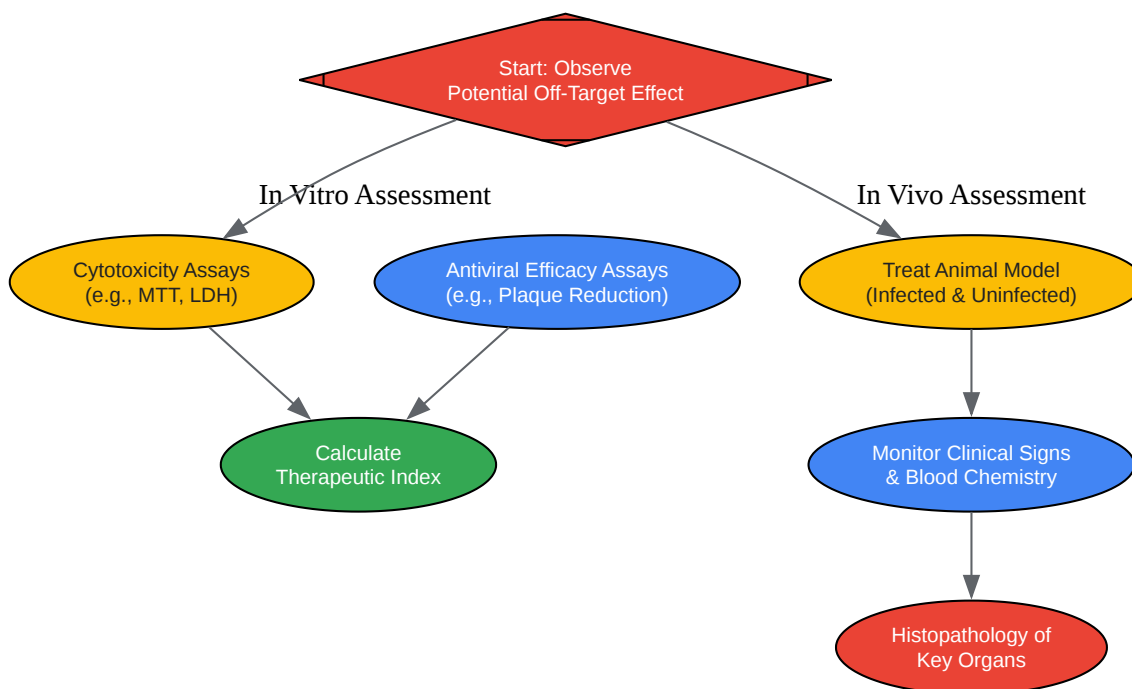 Start: Observe
Potential Off-Target Effect
In Vitro Assessment
In Vivo Assessment
Cytotoxicity Assays
(e.g., MTT, LDH)
Antiviral Efficacy Assays
(e.g., Plaque Reduction)
Treat Animal Model
(Infected & Uninfected)
Calculate
Therapeutic Index
Monitor Clinical Signs
& Blood Chemistry
Histopathology of
Key Organs